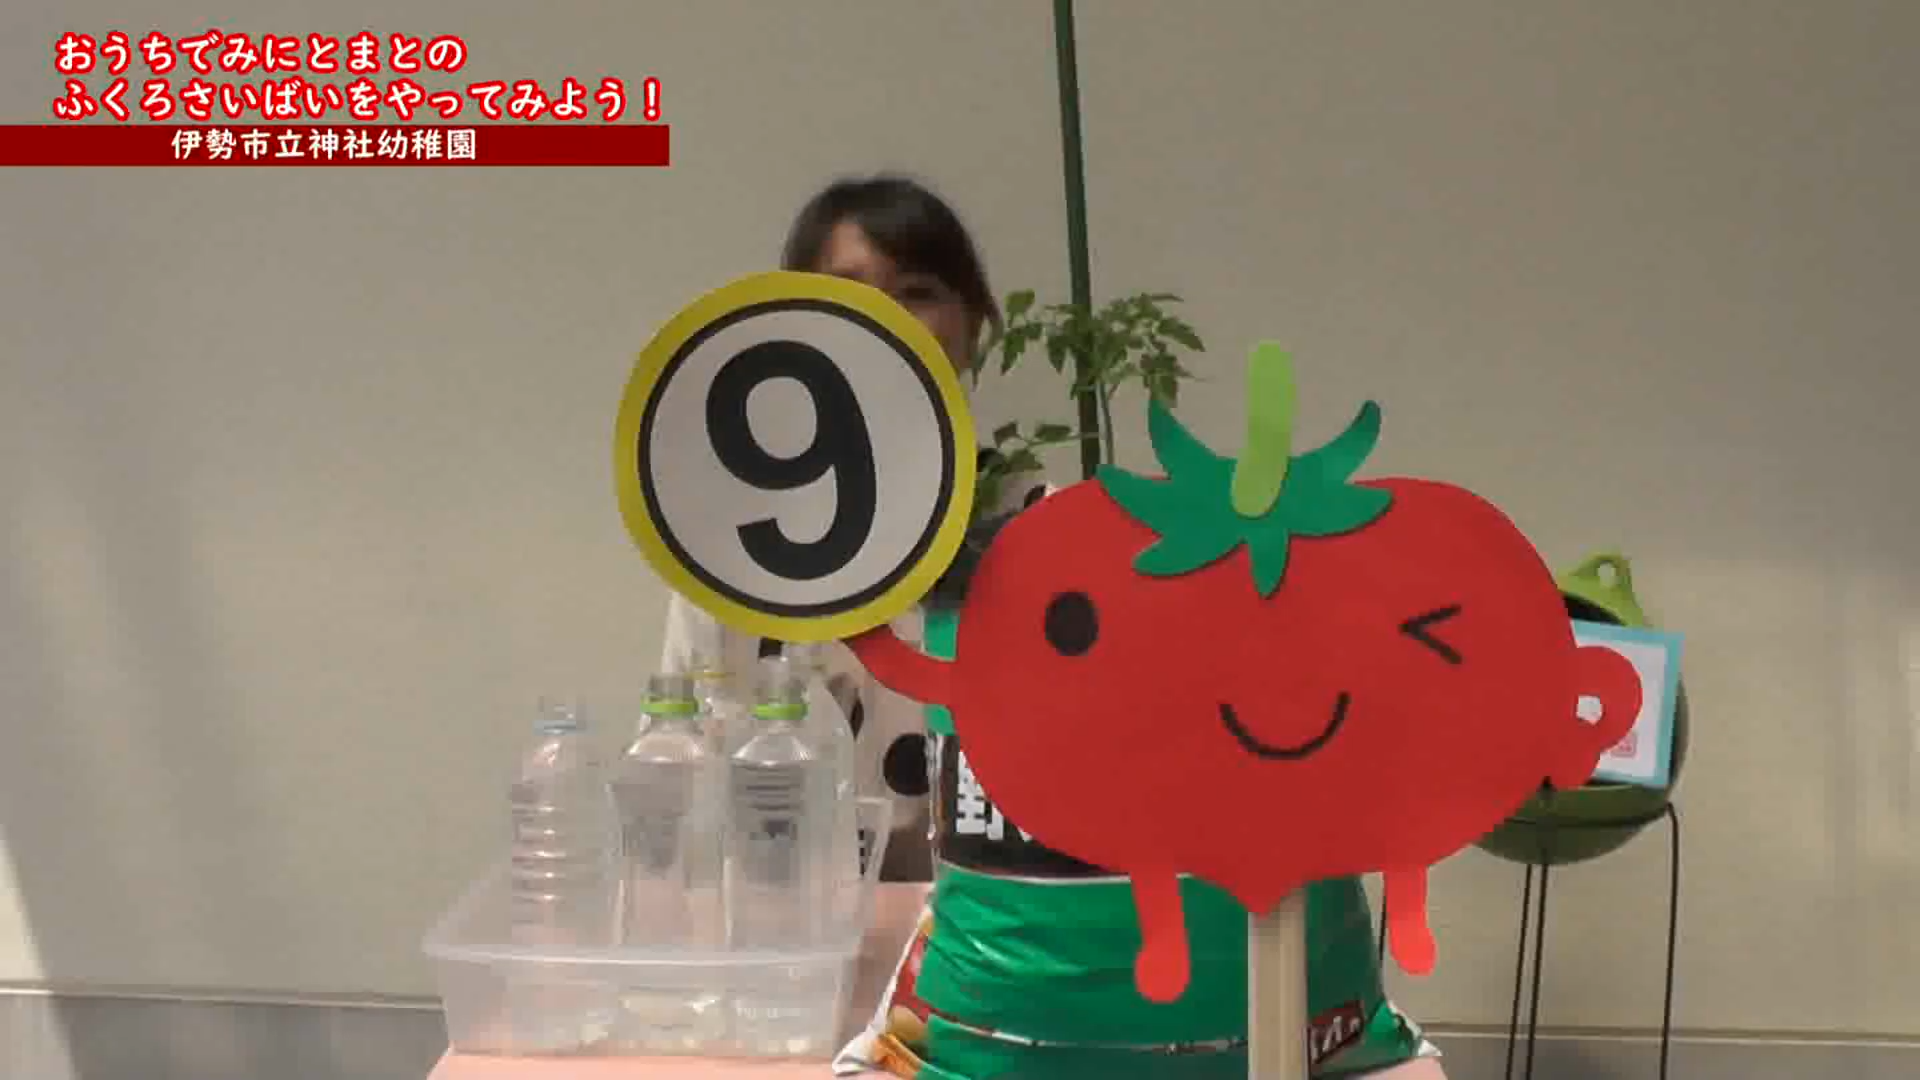 おうちでみにとまとの
ふくろさいばいをやってみよう！
伊勢市立神社幼稚園
9
野